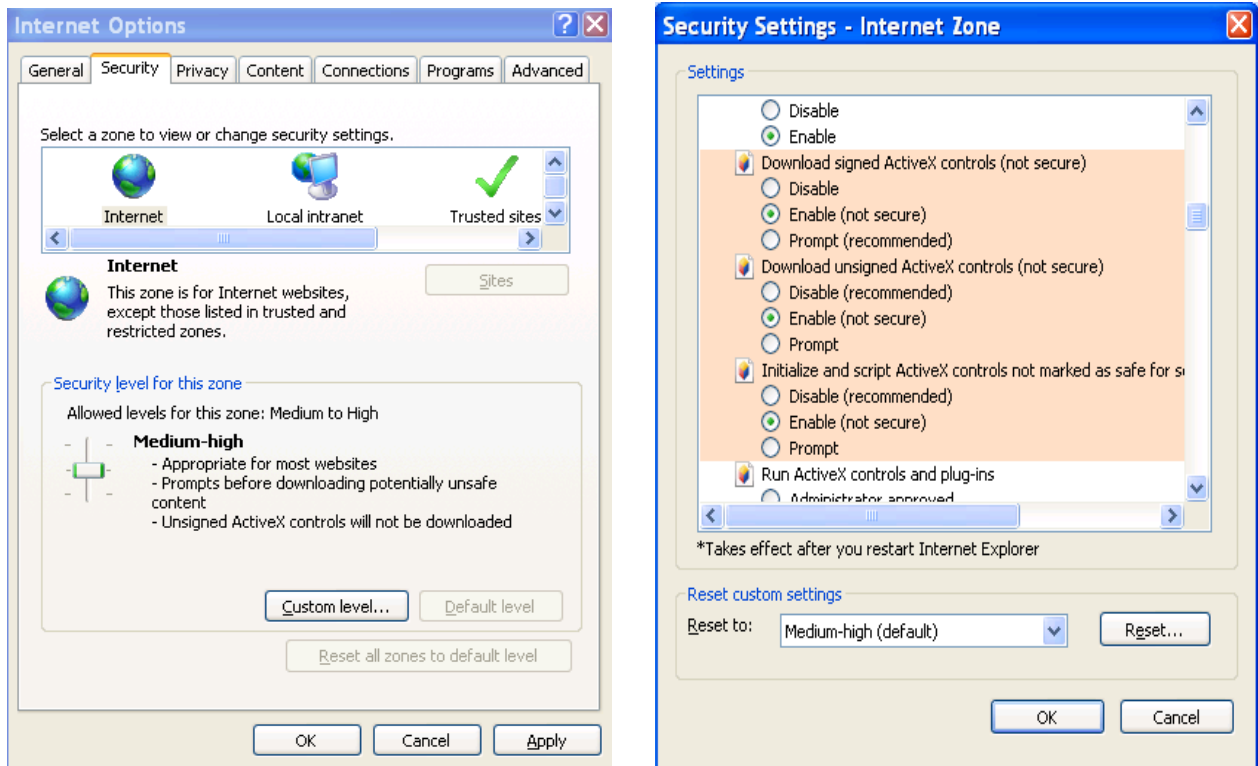 Internet Options
General Security Privacy Content Connections Programs Advanced
Select a zone to view or change security settings.
Internet Local intranet Trusted sites
Internet
This zone is for Internet websites,
except those listed in trusted and
restricted zones.
Sites
Security level for this zone
Allowed levels for this zone: Medium to High
Medium-high
- Appropriate for most websites
- Prompts before downloading potentially unsafe
content
- Unsigned ActiveX controls will not be downloaded
Custom level... Default level
Reset all zones to default level
OK Cancel Apply
Security Settings - Internet Zone
Settings
Disable
Enable
Download signed ActiveX controls (not secure)
Disable
Enable (not secure)
Prompt (recommended)
Download unsigned ActiveX controls (not secure)
Disable (recommended)
Enable (not secure)
Prompt
Initialize and script ActiveX controls not marked as safe for s
Disable (recommended)
Enable (not secure)
Prompt
Run ActiveX controls and plug-ins
Administrator approved
*Takes effect after you restart Internet Explorer
Reset custom settings
Reset to: Medium-high (default) Reset...
OK Cancel